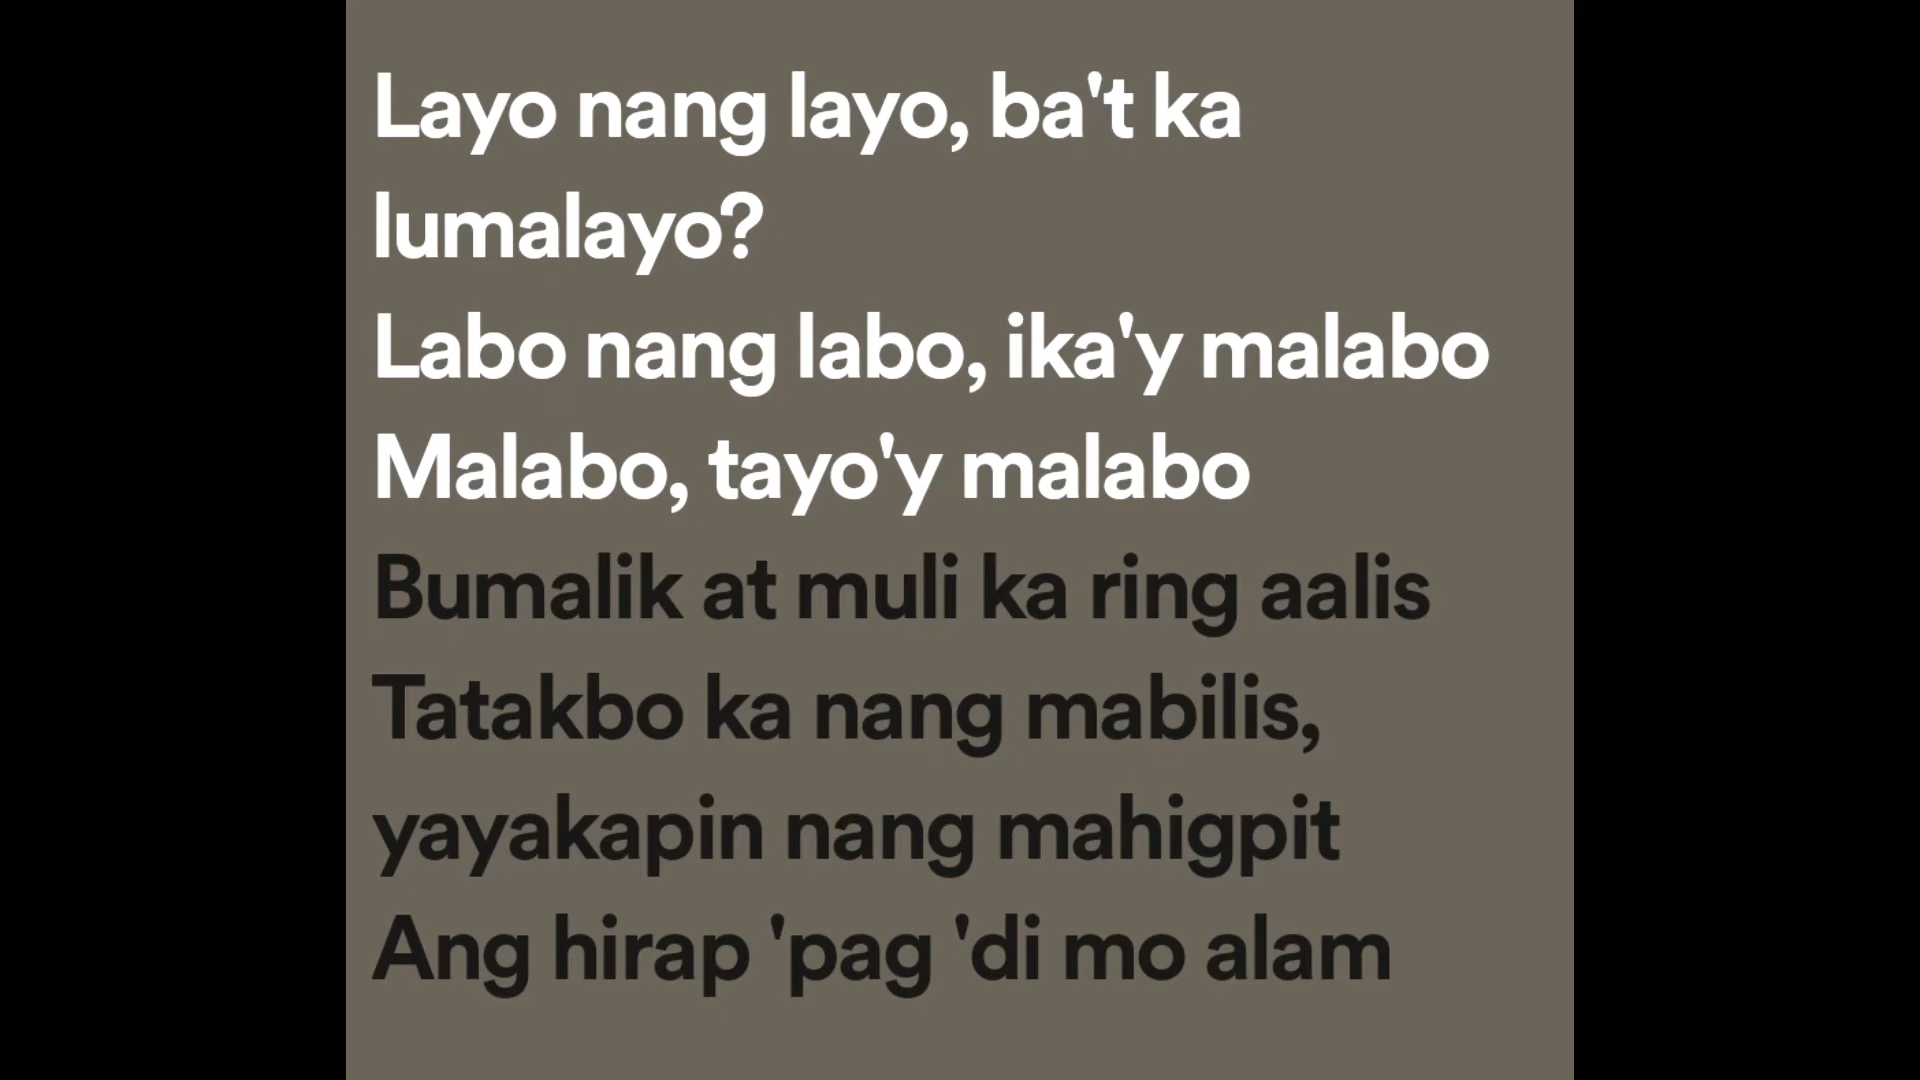 Layo nang layo, ba't ka
lumalayo?
Labo nang labo, ika'y malabo
Malabo, tayo'y malabo
Bumalik at muli ka ring aalis
Tatakbo ka nang mabilis,
yayakapin nang mahigpit
Ang hirap 'pag 'di mo alam